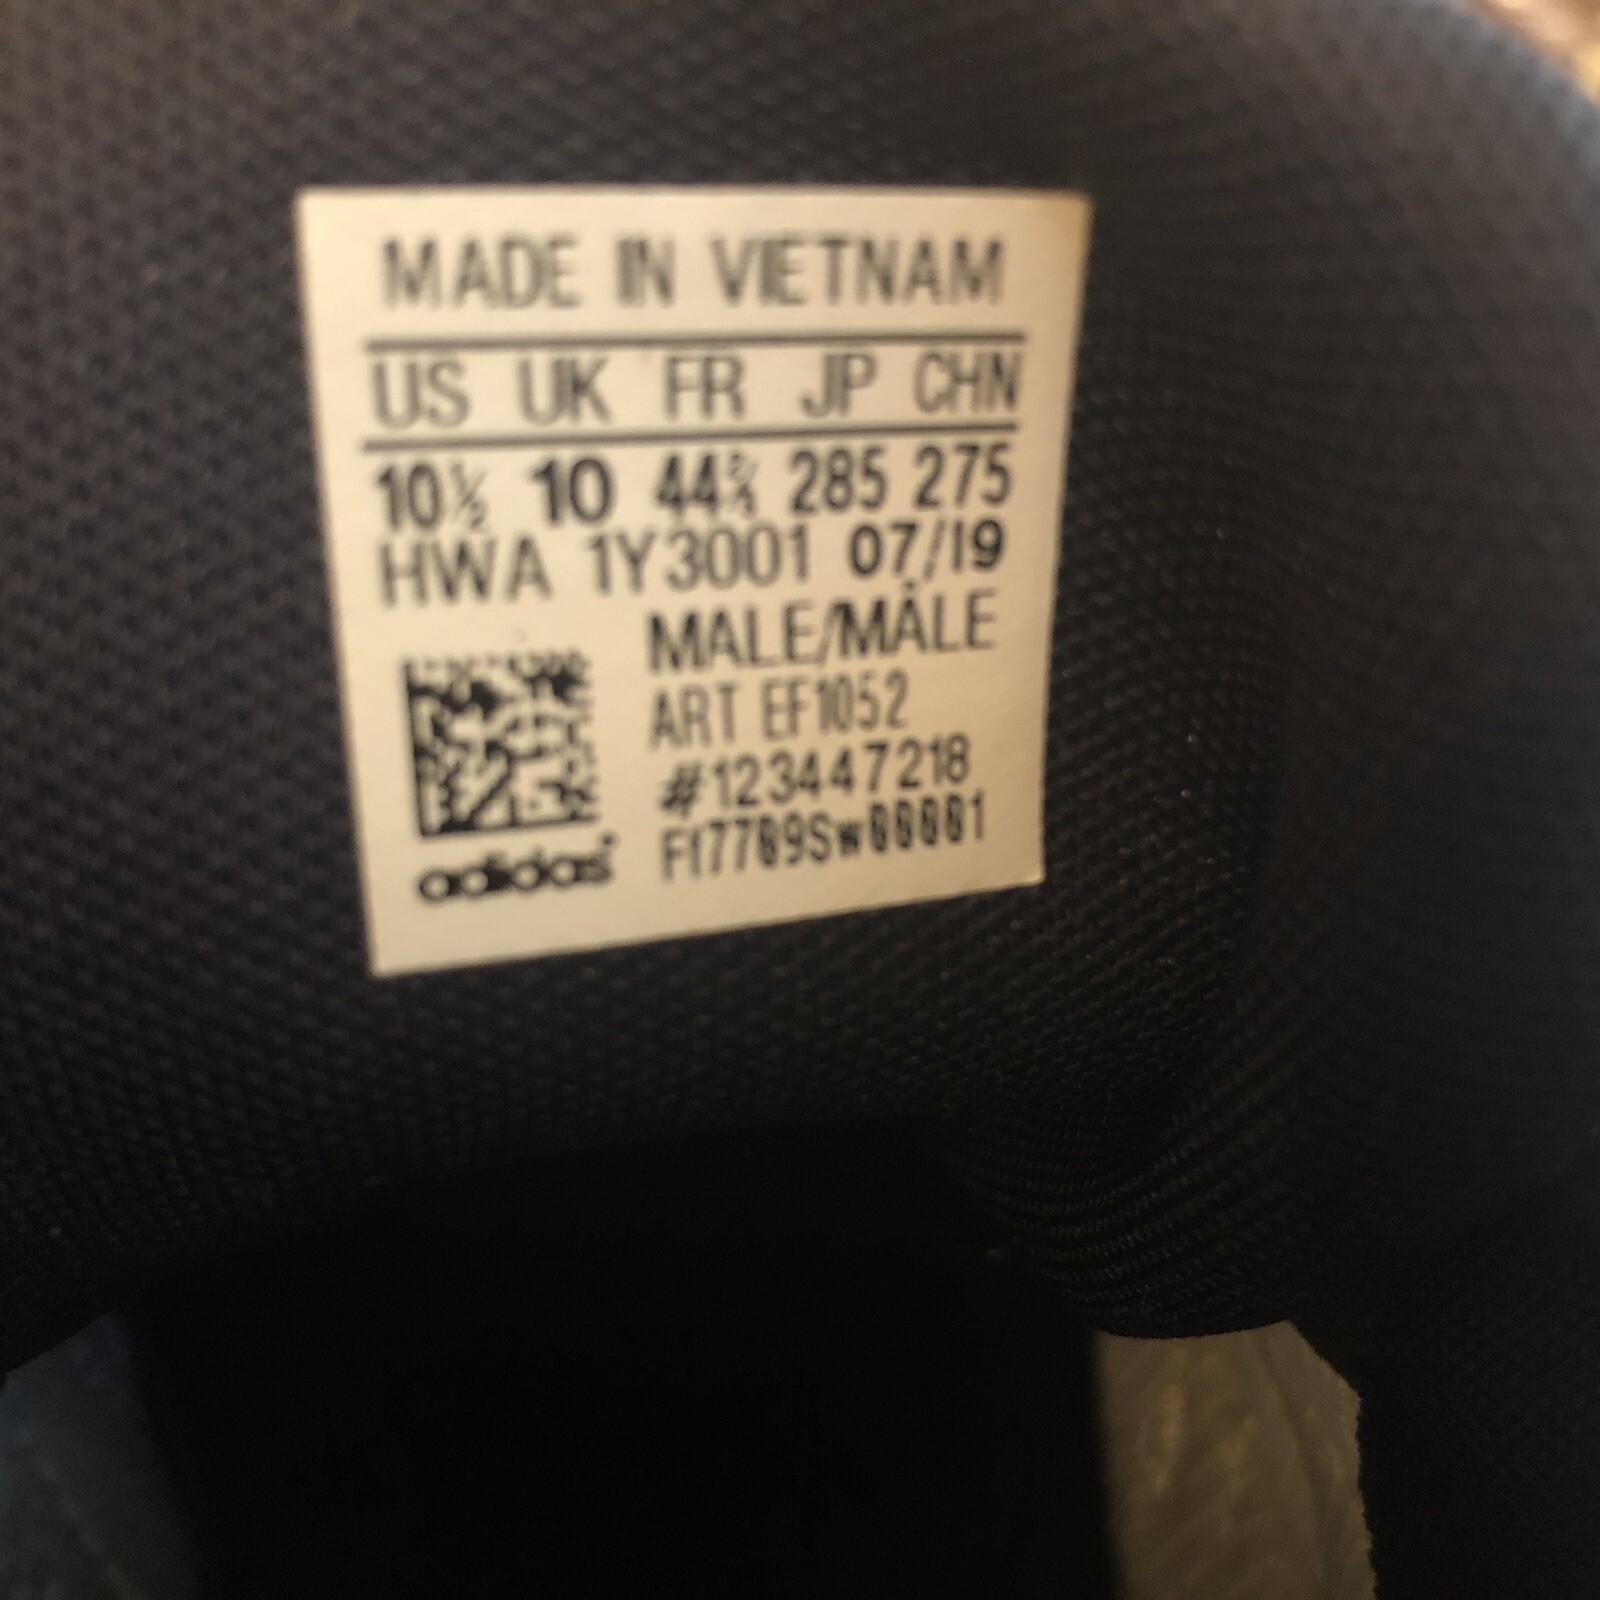 MADE IN VIETNAM
US UK FR JP CHN
10½ 10 44⅔ 285 275
HWA 1Y3001 07/19
MALE/MÂLE
ART EF1052
#123447218
Ff7709Sw00001
adidas